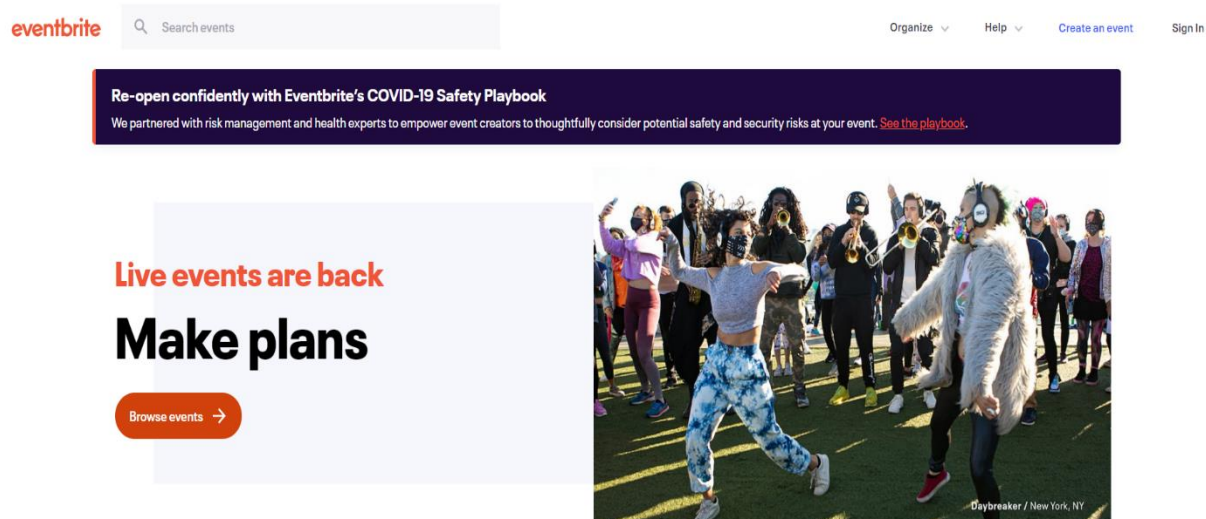 eventbrite
Search events
Organize
Help
Create an event
Sign In
Re-open confidently with Eventbrite's COVID-19 Safety Playbook
We partnered with risk management and health experts to empower event creators to thoughtfully consider potential safety and security risks at your event. See the playbook.
Live events are back
Make plans
Browse events →
Daybreaker / New York, NY